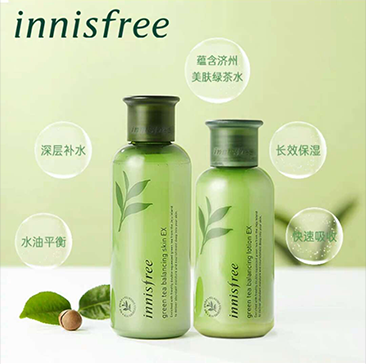 innisfree
蕴含济州
美肤绿茶水
深层补水
长效保湿
水油平衡
快速吸收
innisfree
green tea balancing skin EX
innisfree
green tea balancing lotion EX